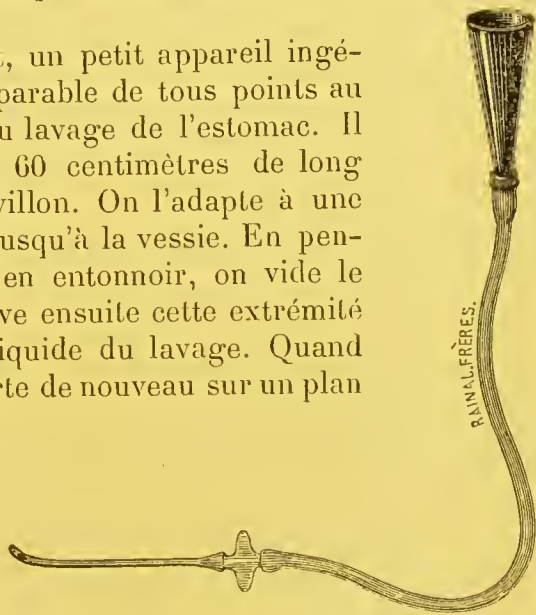 , un petit appareil ingé-
parable de tous points au
u lavage de l'estomac. Il
60 centimètres de long
villon. On l'adapte à une
usqu'à la vessie. En pen-
en entonnoir, on vide le
ve ensuite cette extrémité
iquide du lavage. Quand
rte de nouveau sur un plan
RAINAL.FRÈRES.